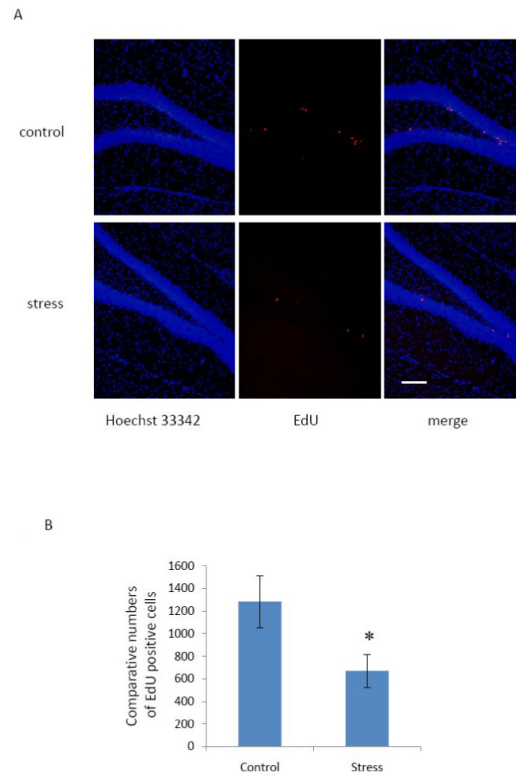 A
control
stress
Hoechst 33342
EdU
merge
B
Comparative numbers
of EdU positive cells
1600
1400
1200
1000
800
600
400
200
0
*
Control
Stress